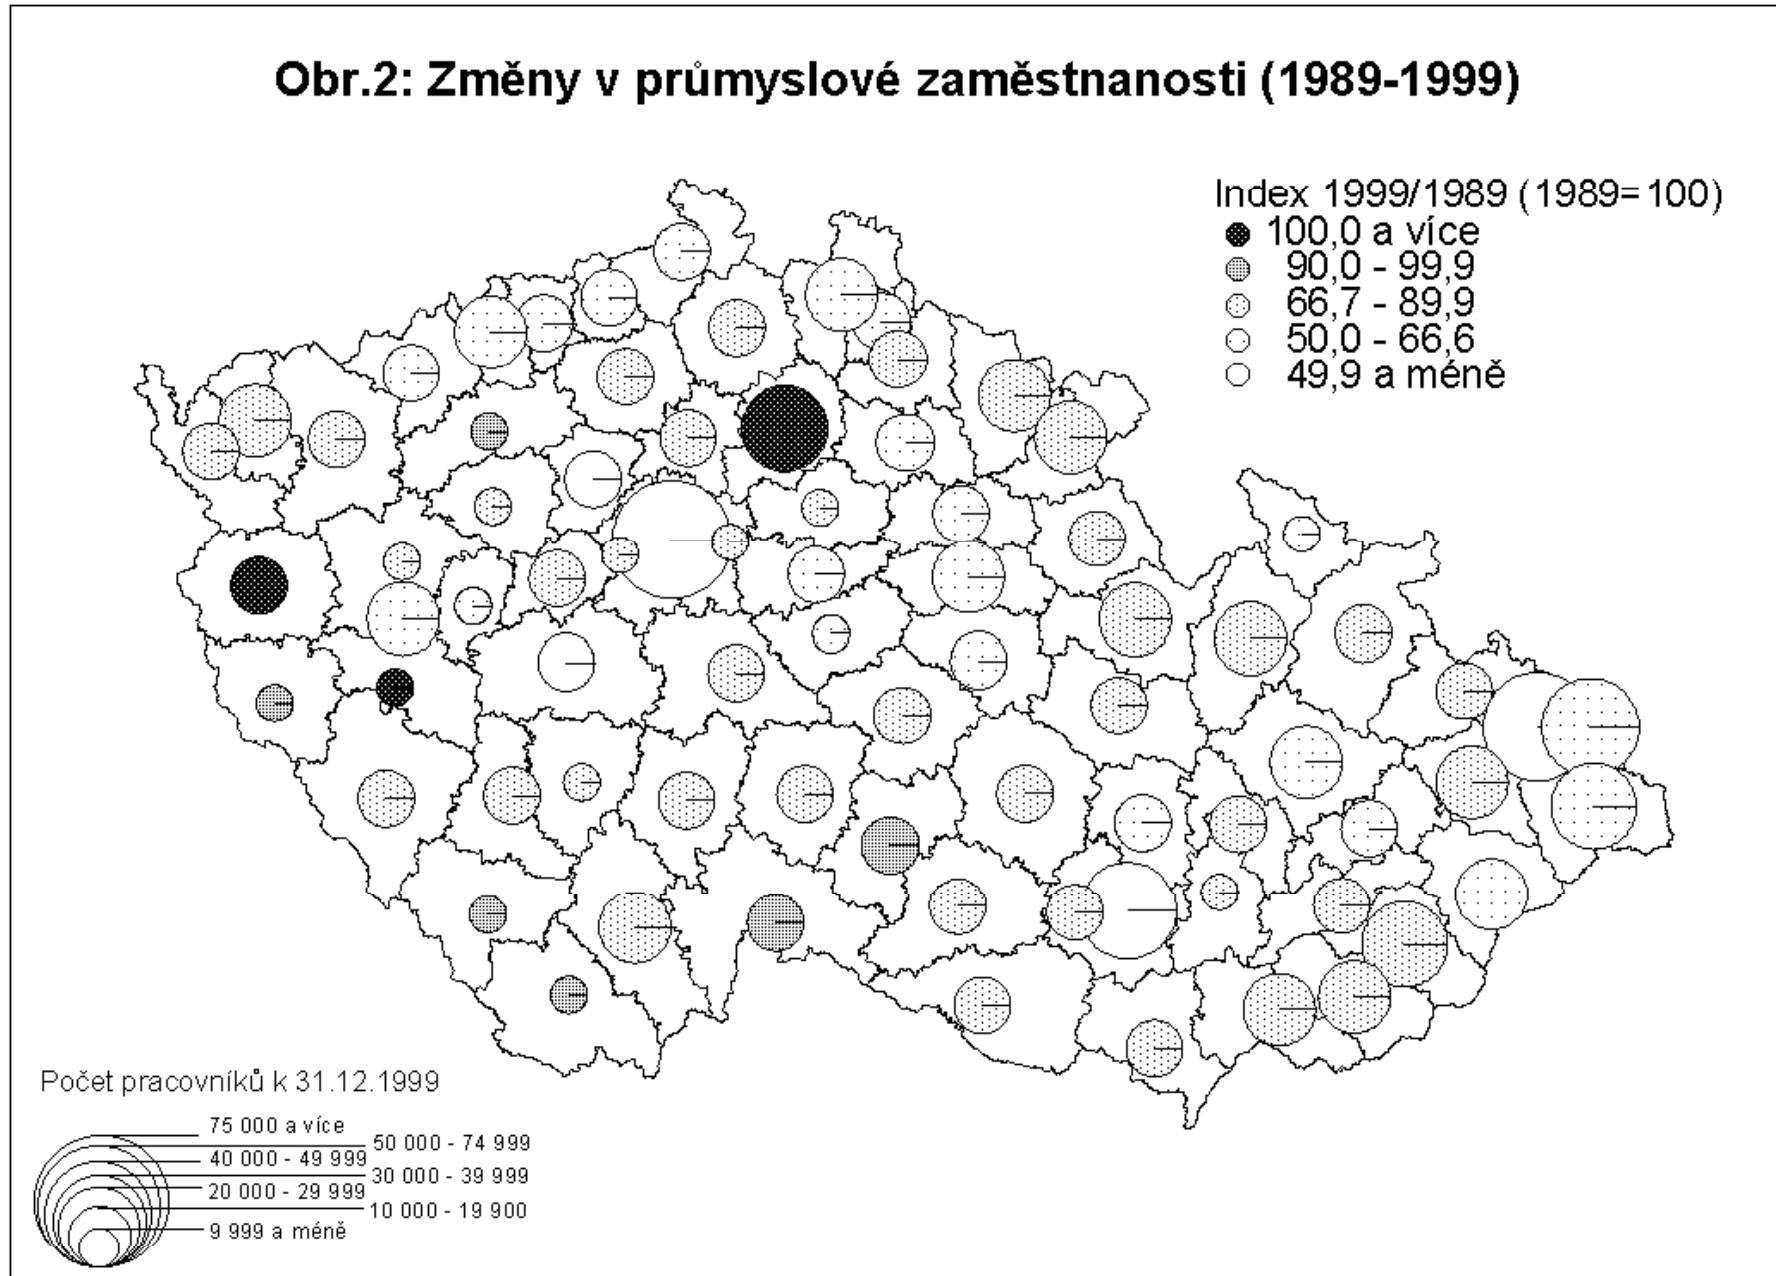 Obr.2: Změny v průmyslové zaměstnanosti (1989-1999)
Index 1999/1989 (1989=100)
100,0 a více
90,0 - 99,9
66,7 - 89,9
50,0 - 66,6
49,9 a méně
Počet pracovníků k 31.12.1999
75 000 a více
50 000 - 74 999
40 000 - 49 999
30 000 - 39 999
20 000 - 29 999
10 000 - 19 900
9 999 a méně